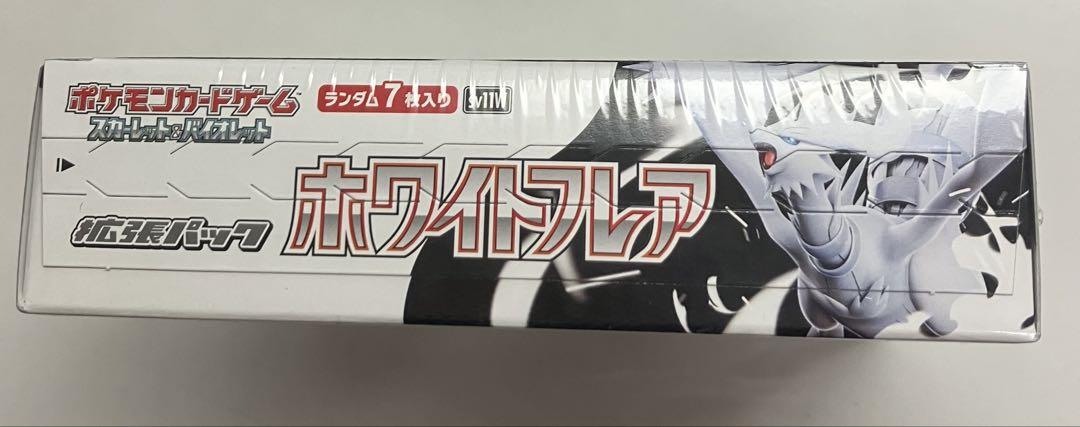 ポケモンカードゲーム
スカーレット&バイオレット
ランダム7枚入り
SV11W
拡張パック
ホワイトフレア